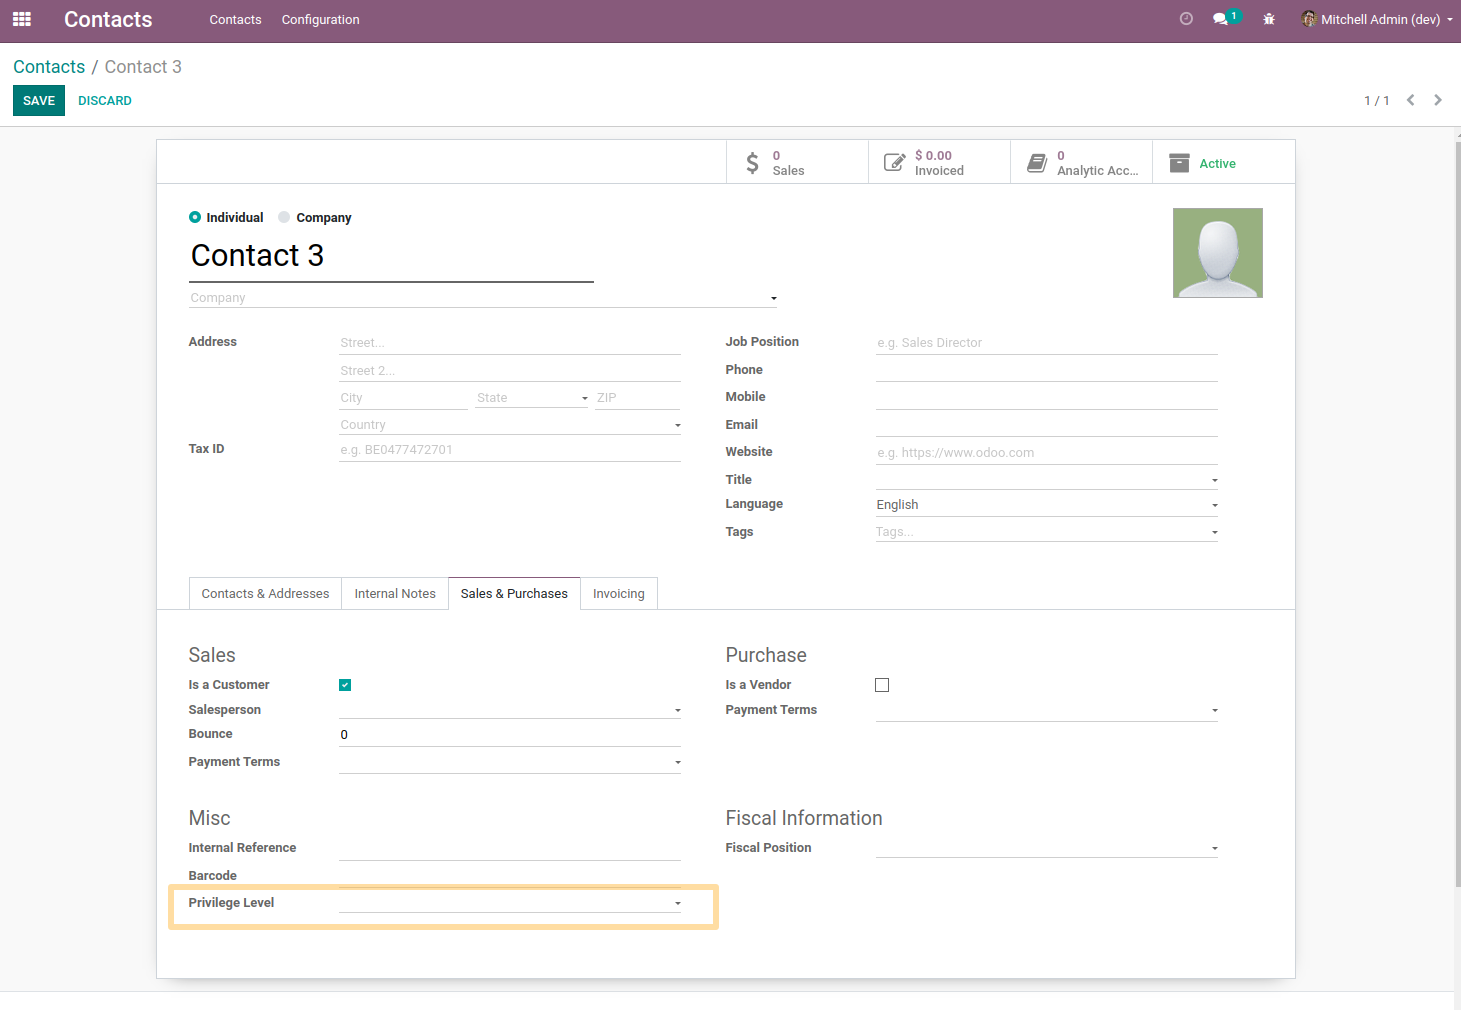 Contacts Contacts Configuration 1 Mitchell Admin (dev)
Contacts / Contact 3
SAVE DISCARD 1 / 1
0 Sales $ 0.00 Invoiced 0 Analytic Acc... Active
Individual Company
Contact 3
Company
Address Street... Job Position e.g. Sales Director
Street 2... Phone
City State ZIP Mobile
Country Email
Tax ID e.g. BE0477472701 Website e.g. https://www.odoo.com
Title
Language English
Tags Tags...
Contacts & Addresses Internal Notes Sales & Purchases Invoicing
Sales Purchase
Is a Customer Is a Vendor
Salesperson Payment Terms
Bounce 0
Payment Terms
Misc Fiscal Information
Internal Reference Fiscal Position
Barcode
Privilege Level